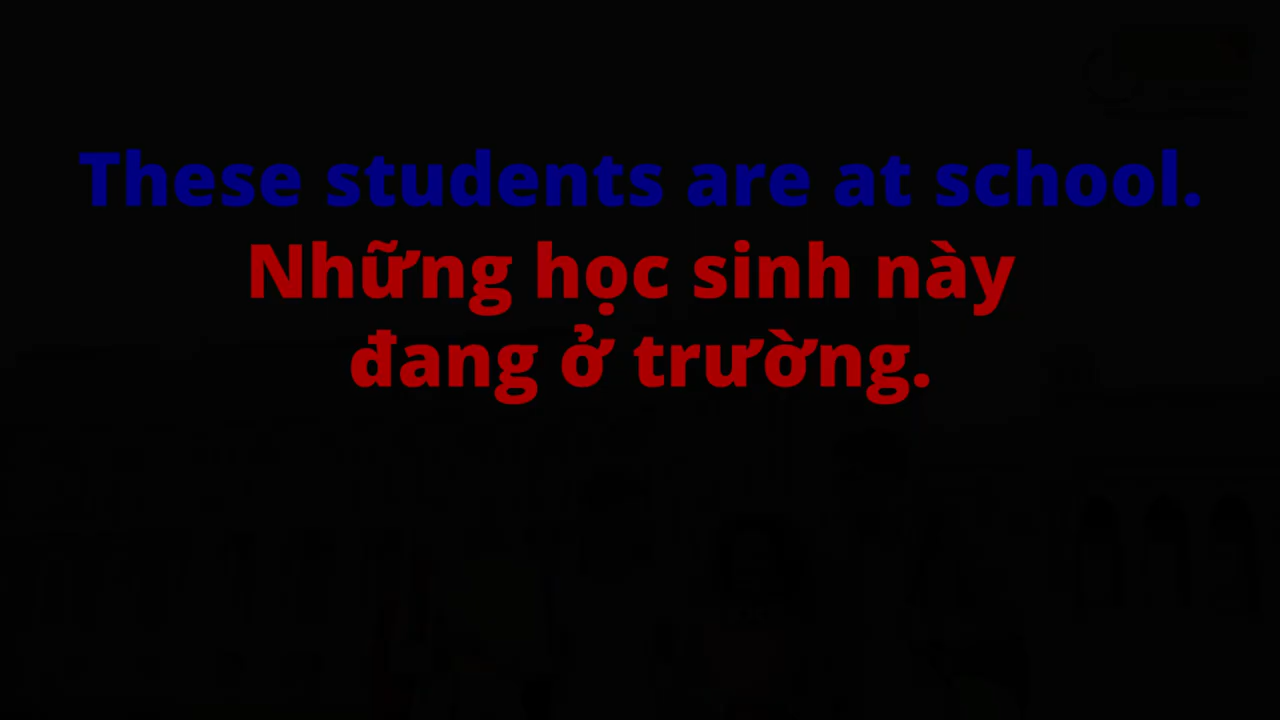 These students are at school.
Những học sinh này
đang ở trường.